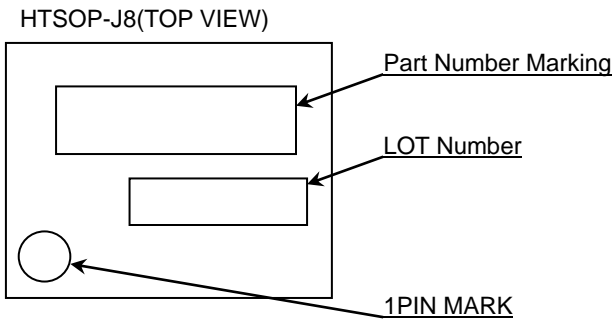 HTSOP-J8(TOP VIEW)
Part Number Marking
LOT Number
1PIN MARK